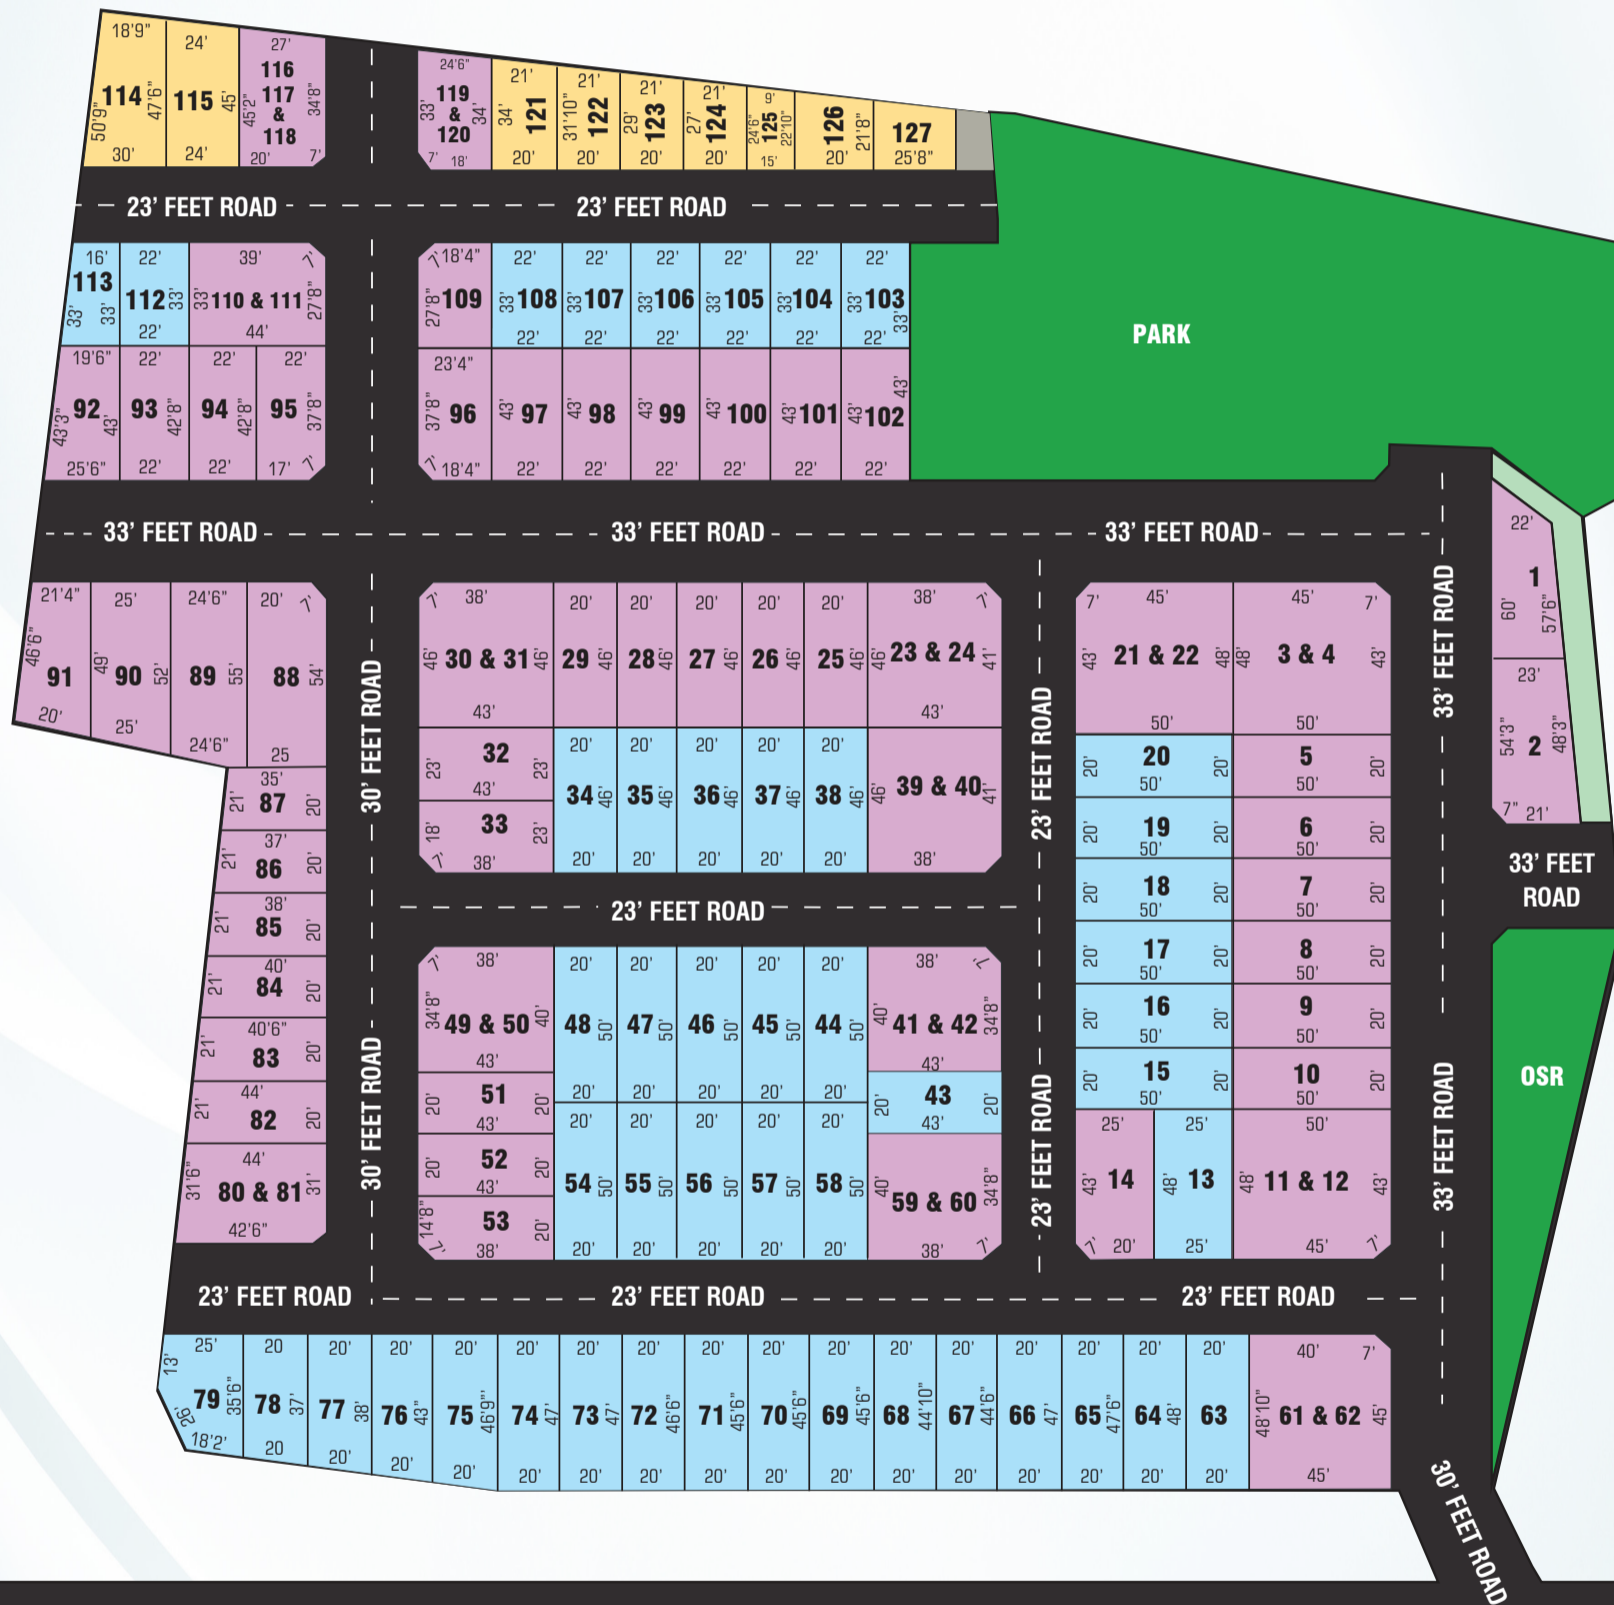 18'9" 24' 27' 24'6" 21' 21' 21' 21' 9'
50'9" 114 47'6" 115 45' 45'2" 116 34'8"
117
&
118
33' 119 34' 34' 121 31'10" 122 29' 123 27' 124 24'6" 125 22'10" 126 21'8" 127
&
120
30' 24' 20' 7' 7' 18' 20' 20' 20' 20' 15' 20' 25'8"
23' FEET ROAD 23' FEET ROAD
16' 22' 39' 7' 7' 18'4" 22' 22' 22' 22' 22' 22'
33' 113 33' 112 33' 33' 110 & 111 27'8" 27'8" 109 33' 108 33' 107 33' 106 33' 105 33' 104 33' 103 33'
22' 44' 22' 22' 22' 22' 22' 22'
PARK
19'6" 22' 22' 22' 23'4"
43'3" 92 43' 93 42'8" 94 42'8" 95 37'8" 37'8" 96 43' 97 43' 98 43' 99 43' 100 43' 101 43' 102 43'
25'6" 22' 22' 17' 7' 7' 18'4" 22' 22' 22' 22' 22' 22'
33' FEET ROAD 33' FEET ROAD 33' FEET ROAD
22'
60' 1 57'6"
23'
54'3" 2 48'3"
7" 21'
33' FEET
ROAD
OSR
21'4" 25' 24'6" 20' 7'
46'6" 91 49' 90 52' 89 55' 88 54'
20' 25' 24'6" 25
35'
21' 87 20'
37'
21' 86 20'
38'
21' 85 20'
40'
21' 84 20'
40'6"
21' 83 20'
44'
21' 82 20'
44'
31'6" 80 & 81 31'
42'6"
30' FEET ROAD
30' FEET ROAD
7' 38' 20' 20' 20' 20' 20' 38' 7'
46' 30 & 31 46' 29 46' 28 46' 27 46' 26 46' 25 46' 46' 23 & 24 41'
43' 43'
23' 32 23'
43'
18' 33 23'
7' 38'
20' 20' 20' 20' 20'
34 46' 35 46' 36 46' 37 46' 38 46' 46' 39 & 40 41'
20' 20' 20' 20' 20' 38'
23' FEET ROAD
7' 38' 20' 20' 20' 20' 20' 38' 7'
34'8" 49 & 50 40' 48 50' 47 50' 46 50' 45 50' 44 50' 40' 41 & 42 34'8"
43' 20' 20' 20' 20' 20' 43'
20' 51 20'
43'
20' 43 20'
43'
20' 52 20'
43'
14'8" 53 20'
7' 38'
20' 20' 20' 20' 20'
54 50' 55 50' 56 50' 57 50' 58 50' 40' 59 & 60 34'8"
20' 20' 20' 20' 20' 38' 7'
23' FEET ROAD
23' FEET ROAD
7' 45' 45' 7'
43' 21 & 22 48' 48' 3 & 4 43'
50' 50'
20' 20 20' 5 20'
50' 50'
20' 19 20' 6 20'
50' 50'
20' 18 20' 7 20'
50' 50'
20' 17 20' 8 20'
50' 50'
20' 16 20' 9 20'
50' 50'
20' 15 20' 10 20'
50' 50'
25' 25' 50'
43' 14 48' 13 48' 11 & 12 43'
7' 20' 25' 45' 7'
33' FEET ROAD
33' FEET ROAD
23' FEET ROAD 23' FEET ROAD 23' FEET ROAD
25' 20 20' 20' 20' 20' 20' 20' 20' 20' 20' 20' 20' 20' 20' 20' 20' 40' 7'
13' 26' 79 35'6" 78 37' 77 38' 76 43" 75 46'9" 74 47' 73 47' 72 46'6" 71 45'6" 70 45'6" 69 45'6" 68 44'10" 67 44'6" 66 47' 65 47'6" 64 48' 63 48'10" 61 & 62 45'
18'2' 20 20' 20' 20' 20' 20' 20' 20' 20' 20' 20' 20' 20' 20' 20' 20' 45'
30' FEET ROAD